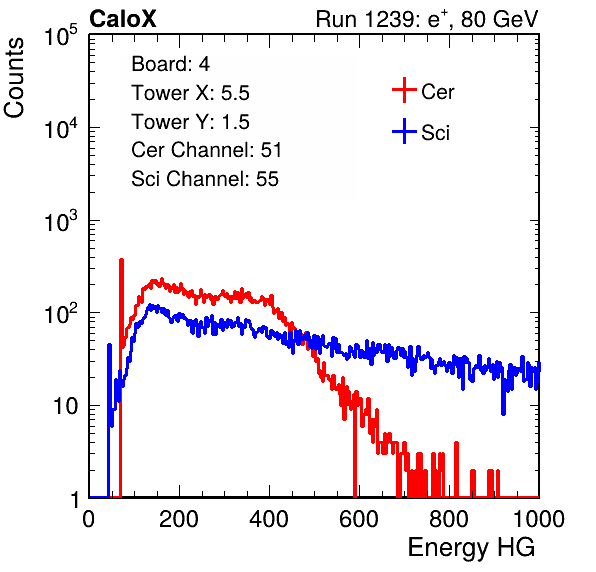 CaloX Run 1239: e⁺, 80 GeV
Counts
10⁵
10⁴
10³
10²
10
1
Board: 4
Tower X: 5.5
Tower Y: 1.5
Cer Channel: 51
Sci Channel: 55
Cer
Sci
0 200 400 600 800 1000
Energy HG